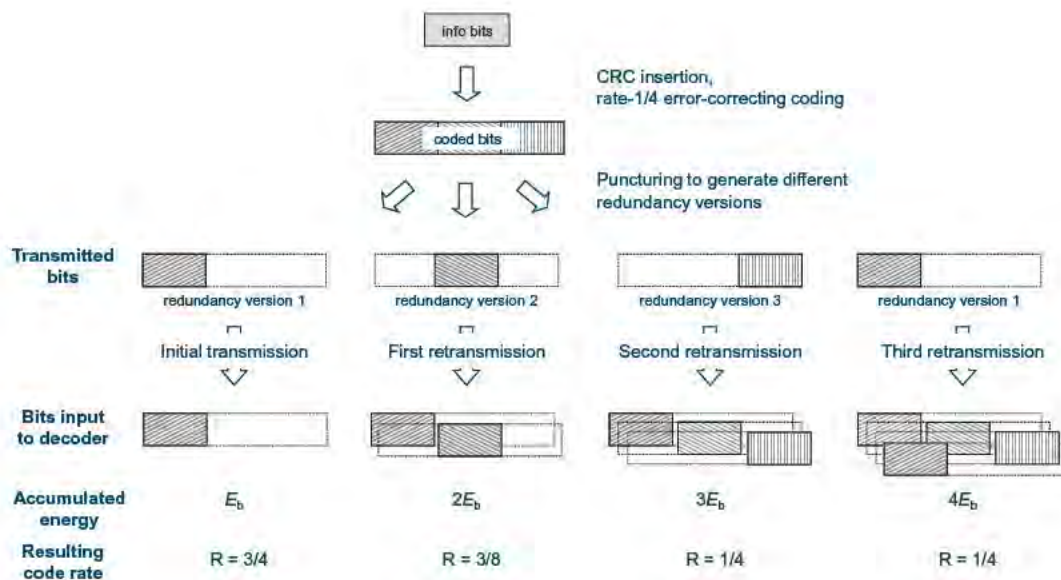 info bits
CRC insertion,
rate-1/4 error-correcting coding
coded bits
Puncturing to generate different
redundancy versions
Transmitted
bits
redundancy version 1
redundancy version 2
redundancy version 3
redundancy version 1
Initial transmission
First retransmission
Second retransmission
Third retransmission
Bits input
to decoder
Accumulated
energy
Eb
2Eb
3Eb
4Eb
Resulting
code rate
R = 3/4
R = 3/8
R = 1/4
R = 1/4